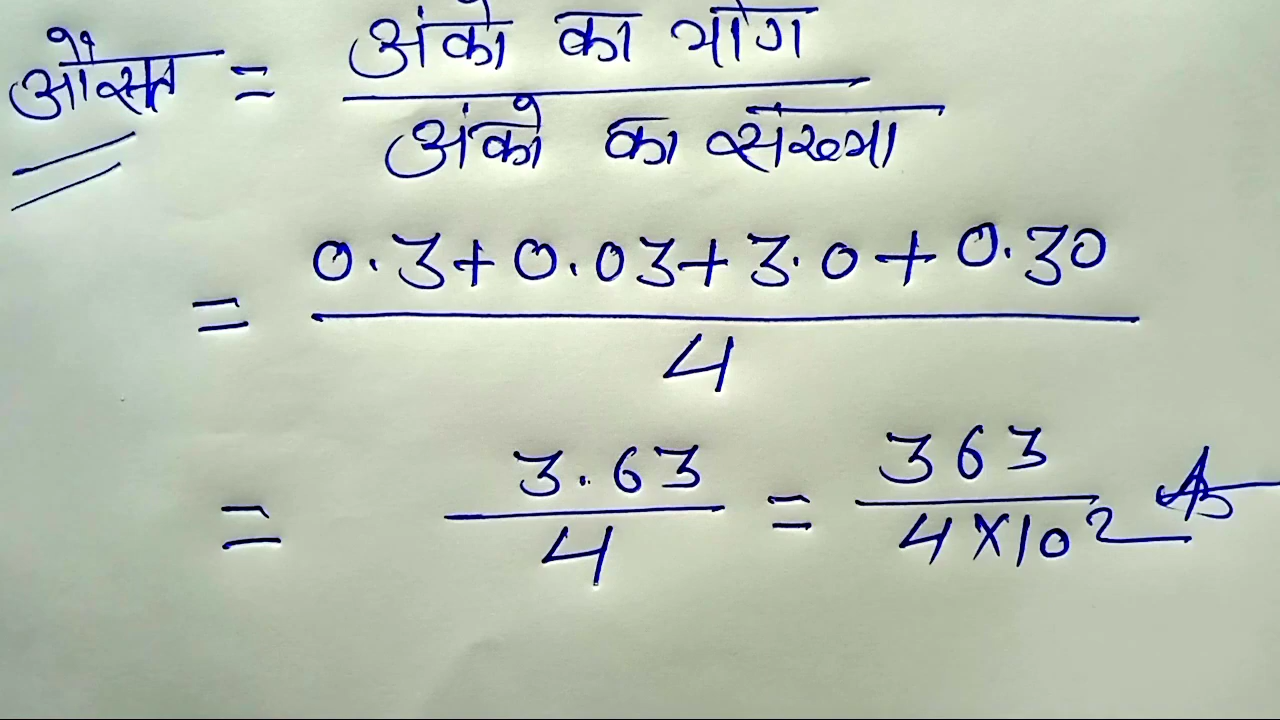 औसत = अंको का योग / अंको का संख्या
= 0.3+0.03+3.0+0.30 / 4
= 3.63 / 4 = 363 / 4×10² A